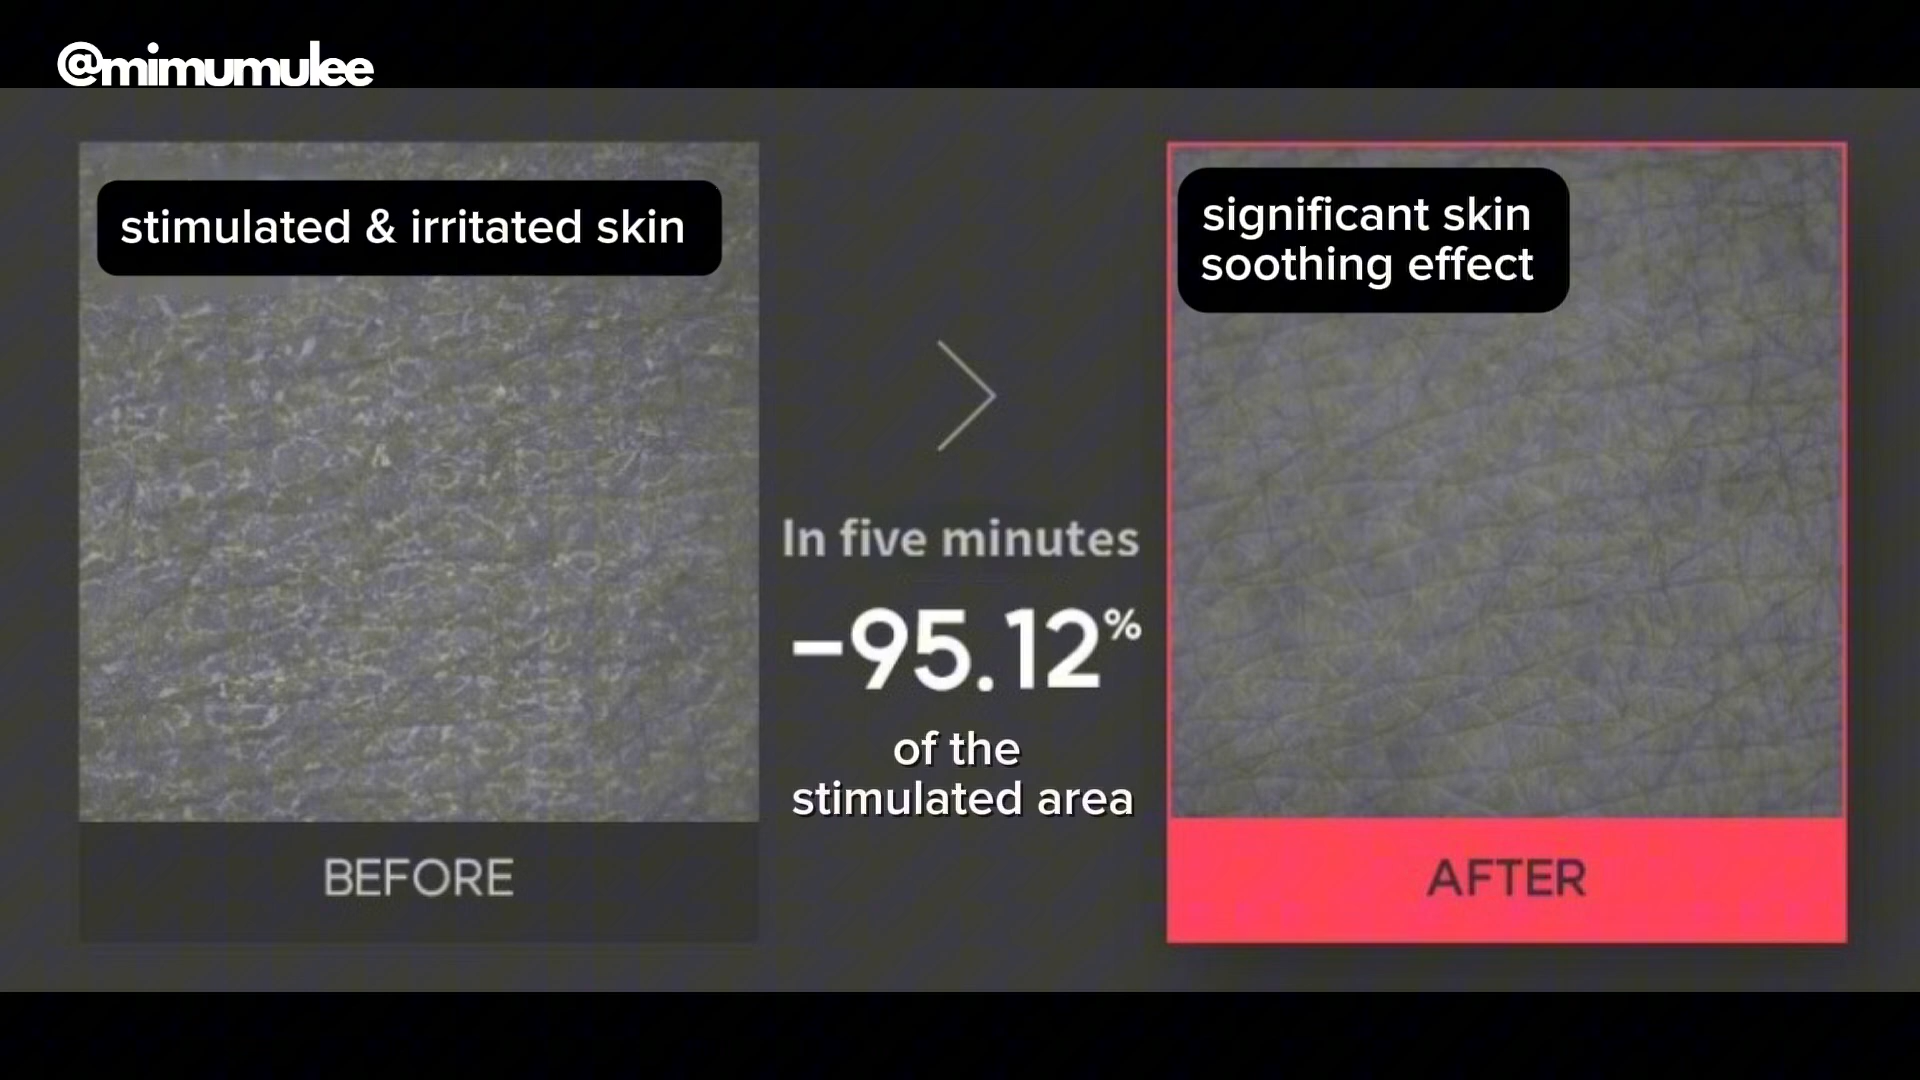 @mimumulee
stimulated & irritated skin
BEFORE
In five minutes
-95.12%
of the
stimulated area
significant skin
soothing effect
AFTER